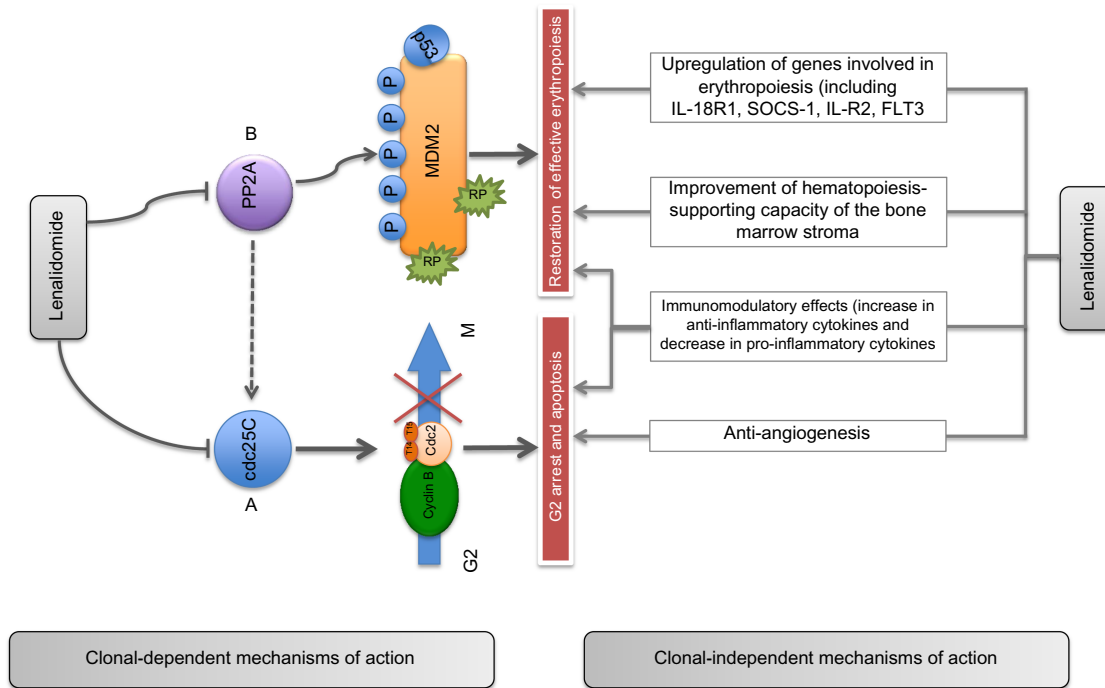 Lenalidomide
B
PP2A
cdc25C
A
P
P
P
P
P
p53
MDM2
RP
RP
M
T14
T15
Cdc2
Cyclin B
G2
Restoration of effective erythropoiesis
G2 arrest and apoptosis
Upregulation of genes involved in
erythropoiesis (including
IL-18R1, SOCS-1, IL-R2, FLT3
Improvement of hematopoiesis-
supporting capacity of the bone
marrow stroma
Immunomodulatory effects (increase in
anti-inflammatory cytokines and
decrease in pro-inflammatory cytokines
Anti-angiogenesis
Lenalidomide
Clonal-dependent mechanisms of action
Clonal-independent mechanisms of action